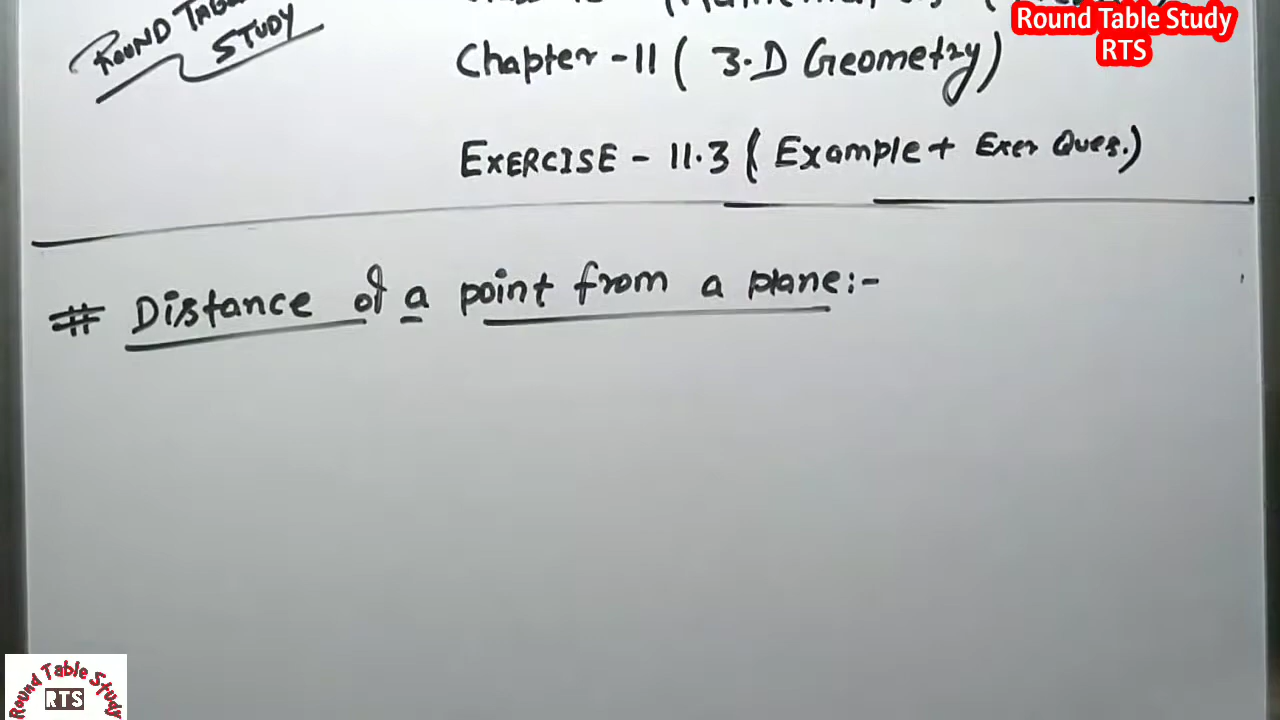 ROUND TABLE
STUDY
Round Table Study
RTS
Chapter -11 ( 3.D Geometry)
EXERCISE - 11.3 ( Example + Exer Ques.)
# Distance of a point from a plane:-
Round Table Study
RTS